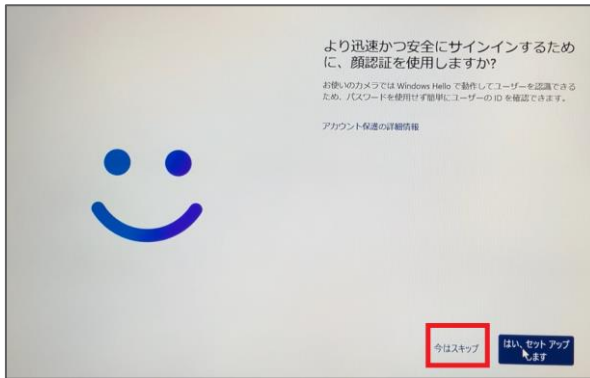 より迅速かつ安全にサインインするため
に、顔認証を使用しますか?
お使いのカメラでは Windows Hello で動作してユーザーを認識できる
ため、パスワードを使用せず簡単にユーザーの ID を確認できます。
アカウント保護の詳細情報
今はスキップ
はい、セット アップ
します